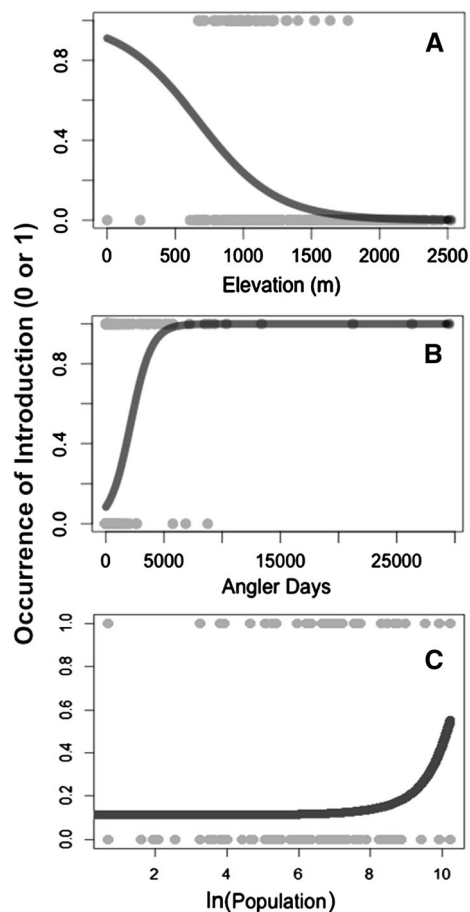 Occurrence of Introduction (0 or 1)
A
0.8
0.4
0.0
0 500 1000 1500 2000 2500
Elevation (m)
B
0.8
0.4
0.0
0 5000 15000 25000
Angler Days
C
1.0
0.8
0.6
0.4
0.2
0.0
2 4 6 8 10
ln(Population)